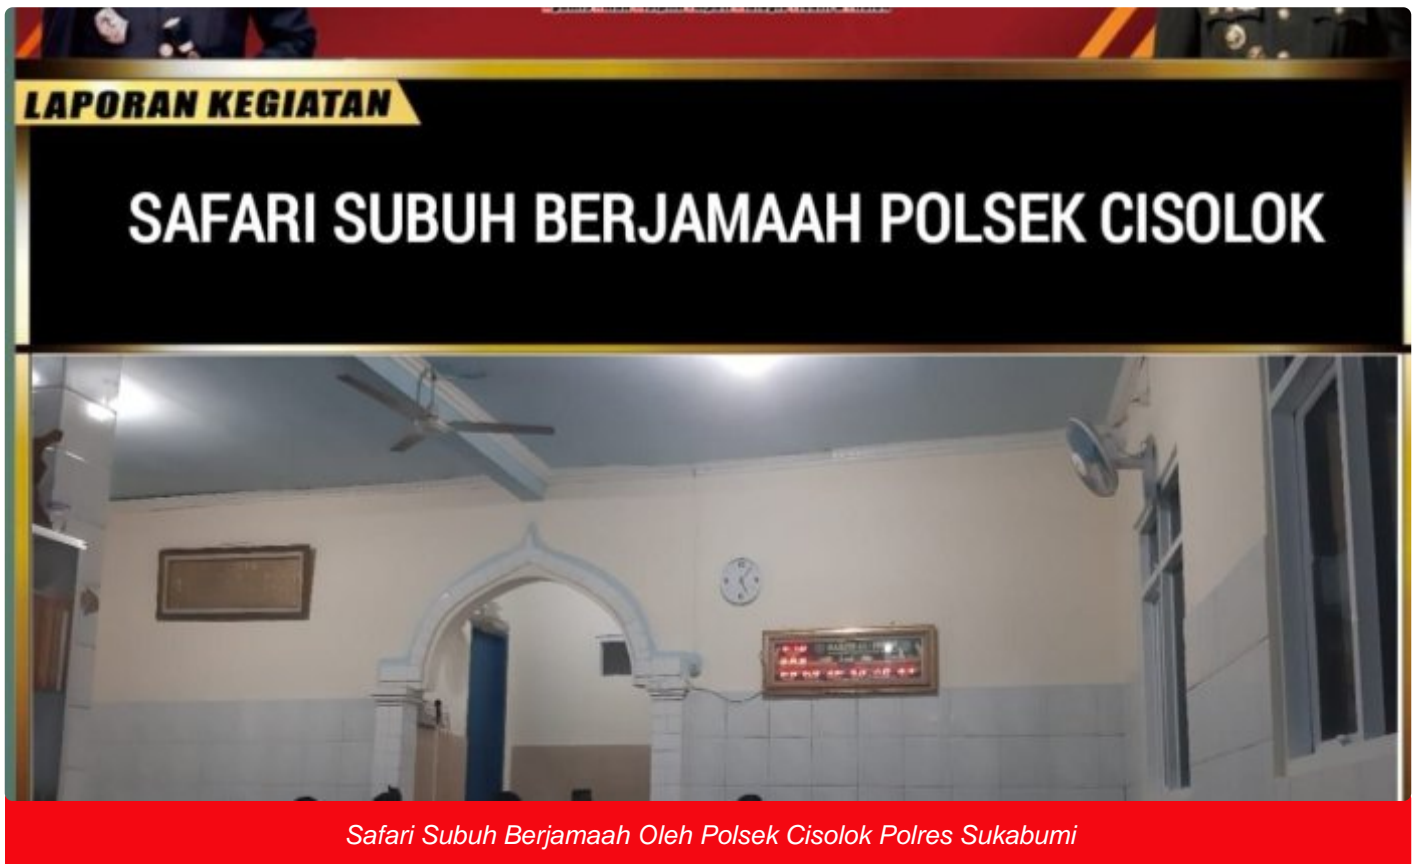 LAPORAN KEGIATAN
SAFARI SUBUH BERJAMAAH POLSEK CISOLOK
Safari Subuh Berjamaah Oleh Polsek Cisolok Polres Sukabumi